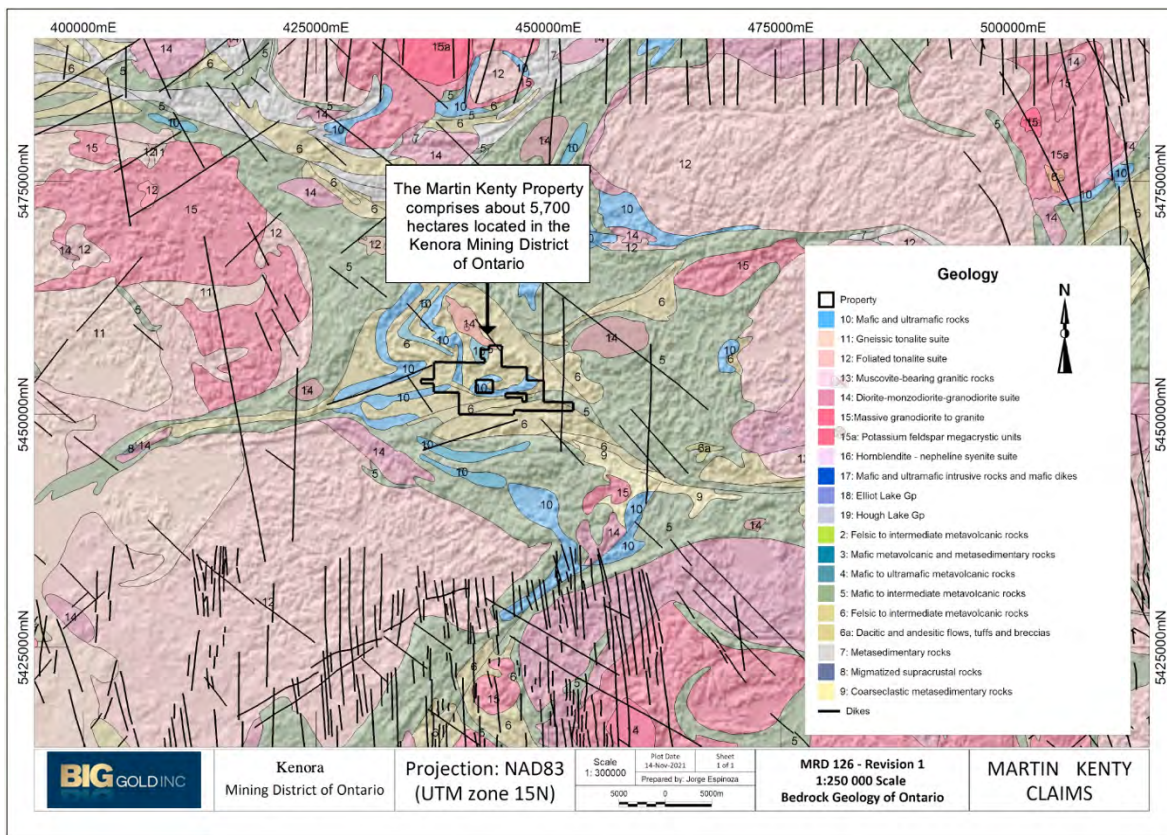 400000mE
425000mE
450000mE
475000mE
500000mE
5475000mN
5450000mN
5425000mN
5475000mN
5450000mN
5425000mN
The Martin Kenty Property
comprises about 5,700
hectares located in the
Kenora Mining District
of Ontario
Geology
Property
10: Mafic and ultramafic rocks
11: Gneissic tonalite suite
12: Foliated tonalite suite
13: Muscovite-bearing granitic rocks
14: Diorite-monzodiorite-granodiorite suite
15:Massive granodiorite to granite
15a: Potassium feldspar megacrystic units
16: Hornblendite - nepheline syenite suite
17: Mafic and ultramafic intrusive rocks and mafic dikes
18: Elliot Lake Gp
19: Hough Lake Gp
2: Felsic to intermediate metavolcanic rocks
3: Mafic metavolcanic and metasedimentary rocks
4: Mafic to ultramafic metavolcanic rocks
5: Mafic to intermediate metavolcanic rocks
6: Felsic to intermediate metavolcanic rocks
6a: Dacitic and andesitic flows, tuffs and breccias
7: Metasedimentary rocks
8: Migmatized supracrustal rocks
9: Coarseclastic metasedimentary rocks
Dikes
N
BIG GOLD INC
Kenora
Mining District of Ontario
Projection: NAD83
(UTM zone 15N)
Scale
1: 300000
Plot Date
14-Nov-2021
Sheet
1 of 1
Prepared by: Jorge Espinoza
5000 0 5000m
MRD 126 - Revision 1
1:250 000 Scale
Bedrock Geology of Ontario
MARTIN KENTY
CLAIMS